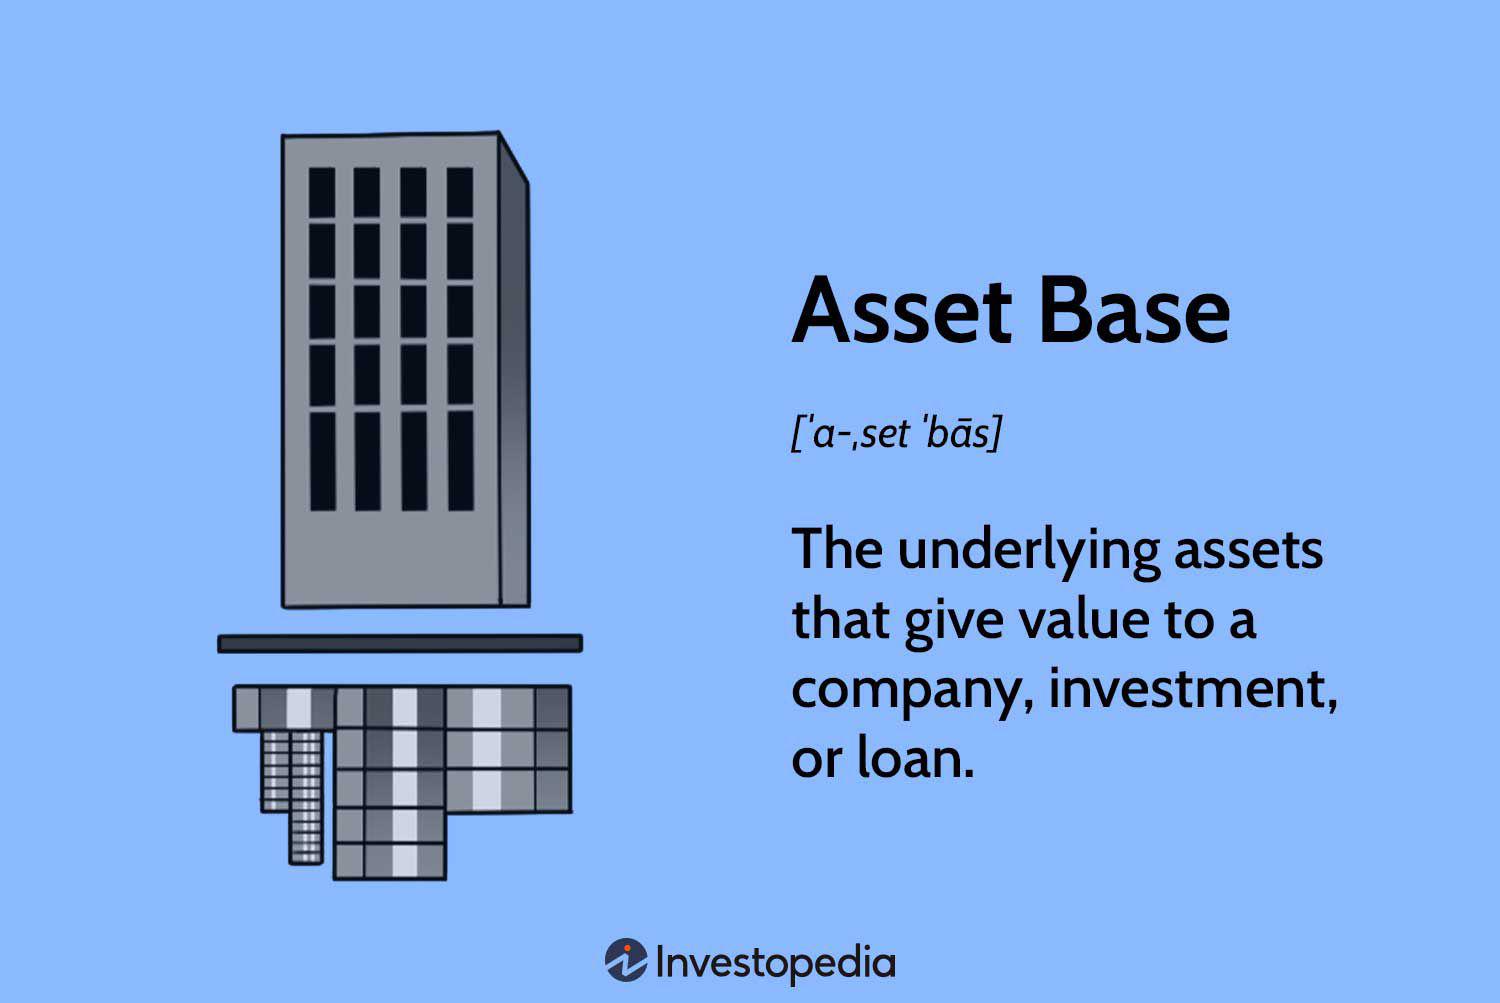 Asset Base
[ˈa-ˌset ˈbās]
The underlying assets
that give value to a
company, investment,
or loan.
Investopedia